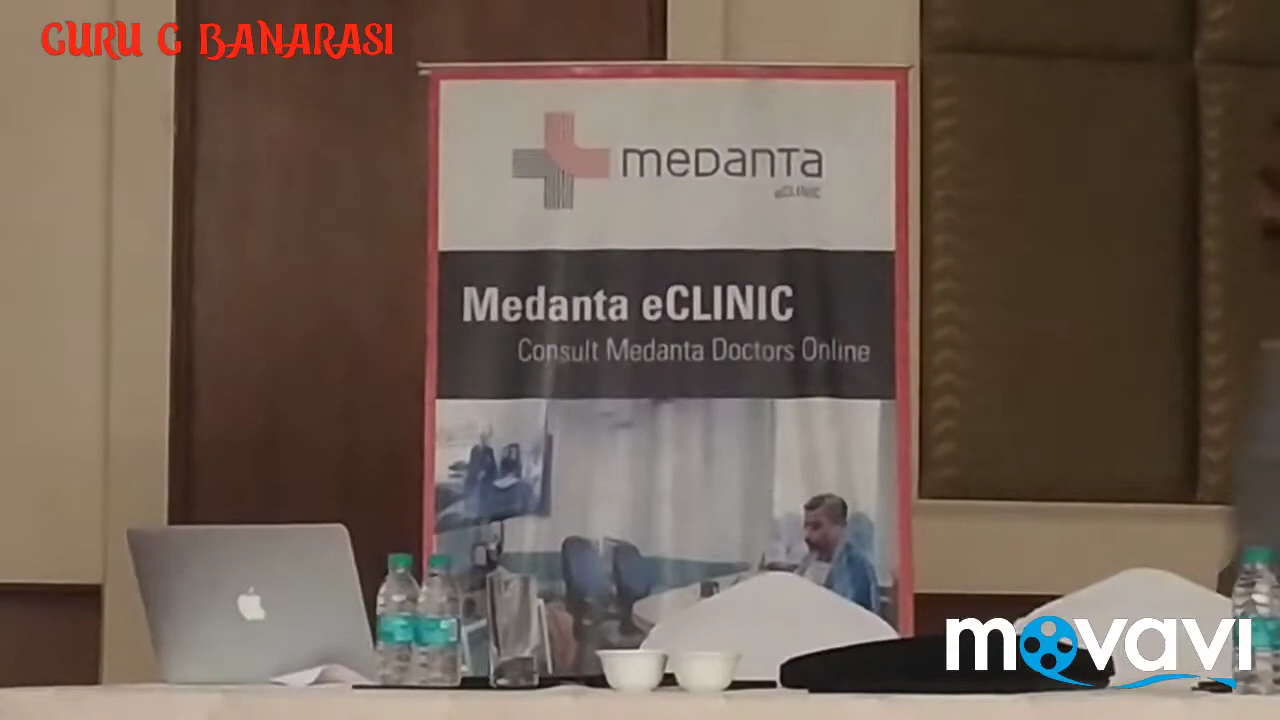 GURU G BANARASI
medanta
eCLINIC
Medanta eCLINIC
Consult Medanta Doctors Online
movavi